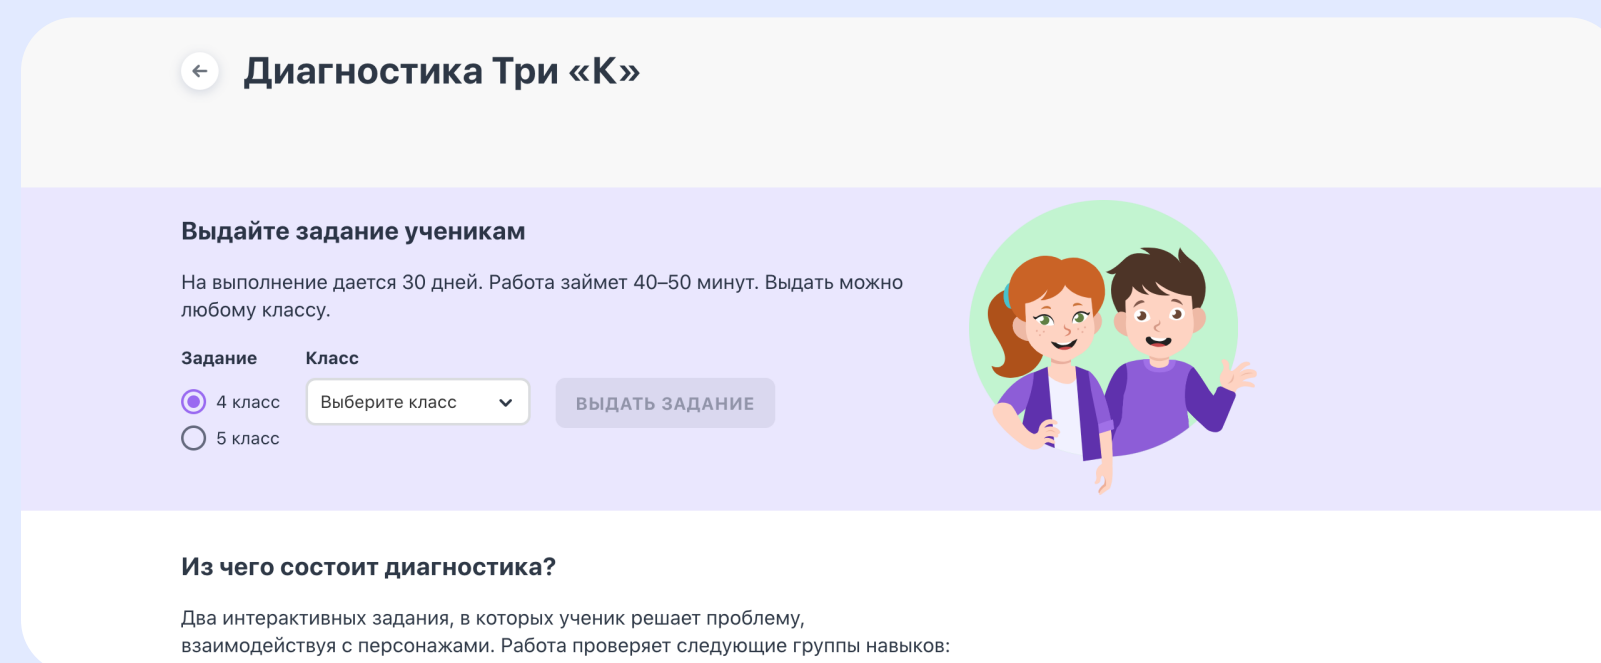 Диагностика Три «К»
Выдайте задание ученикам
На выполнение дается 30 дней. Работа займет 40–50 минут. Выдать можно
любому классу.
Задание Класс
4 класс Выберите класс ВЫДАТЬ ЗАДАНИЕ
5 класс
Из чего состоит диагностика?
Два интерактивных задания, в которых ученик решает проблему,
взаимодействуя с персонажами. Работа проверяет следующие группы навыков: